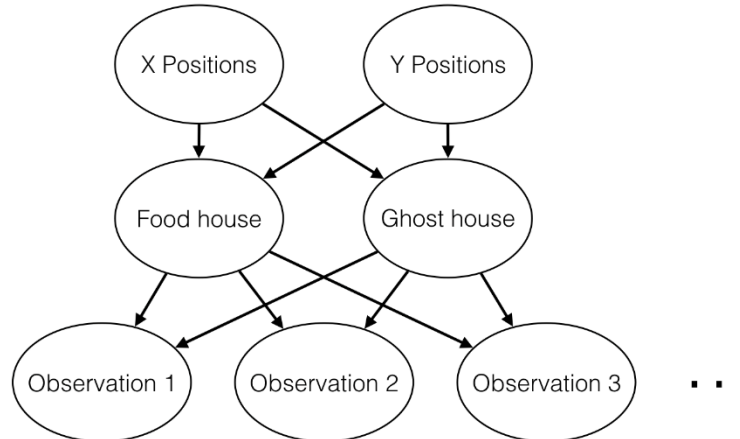 X Positions
Y Positions
Food house
Ghost house
Observation 1
Observation 2
Observation 3
. .